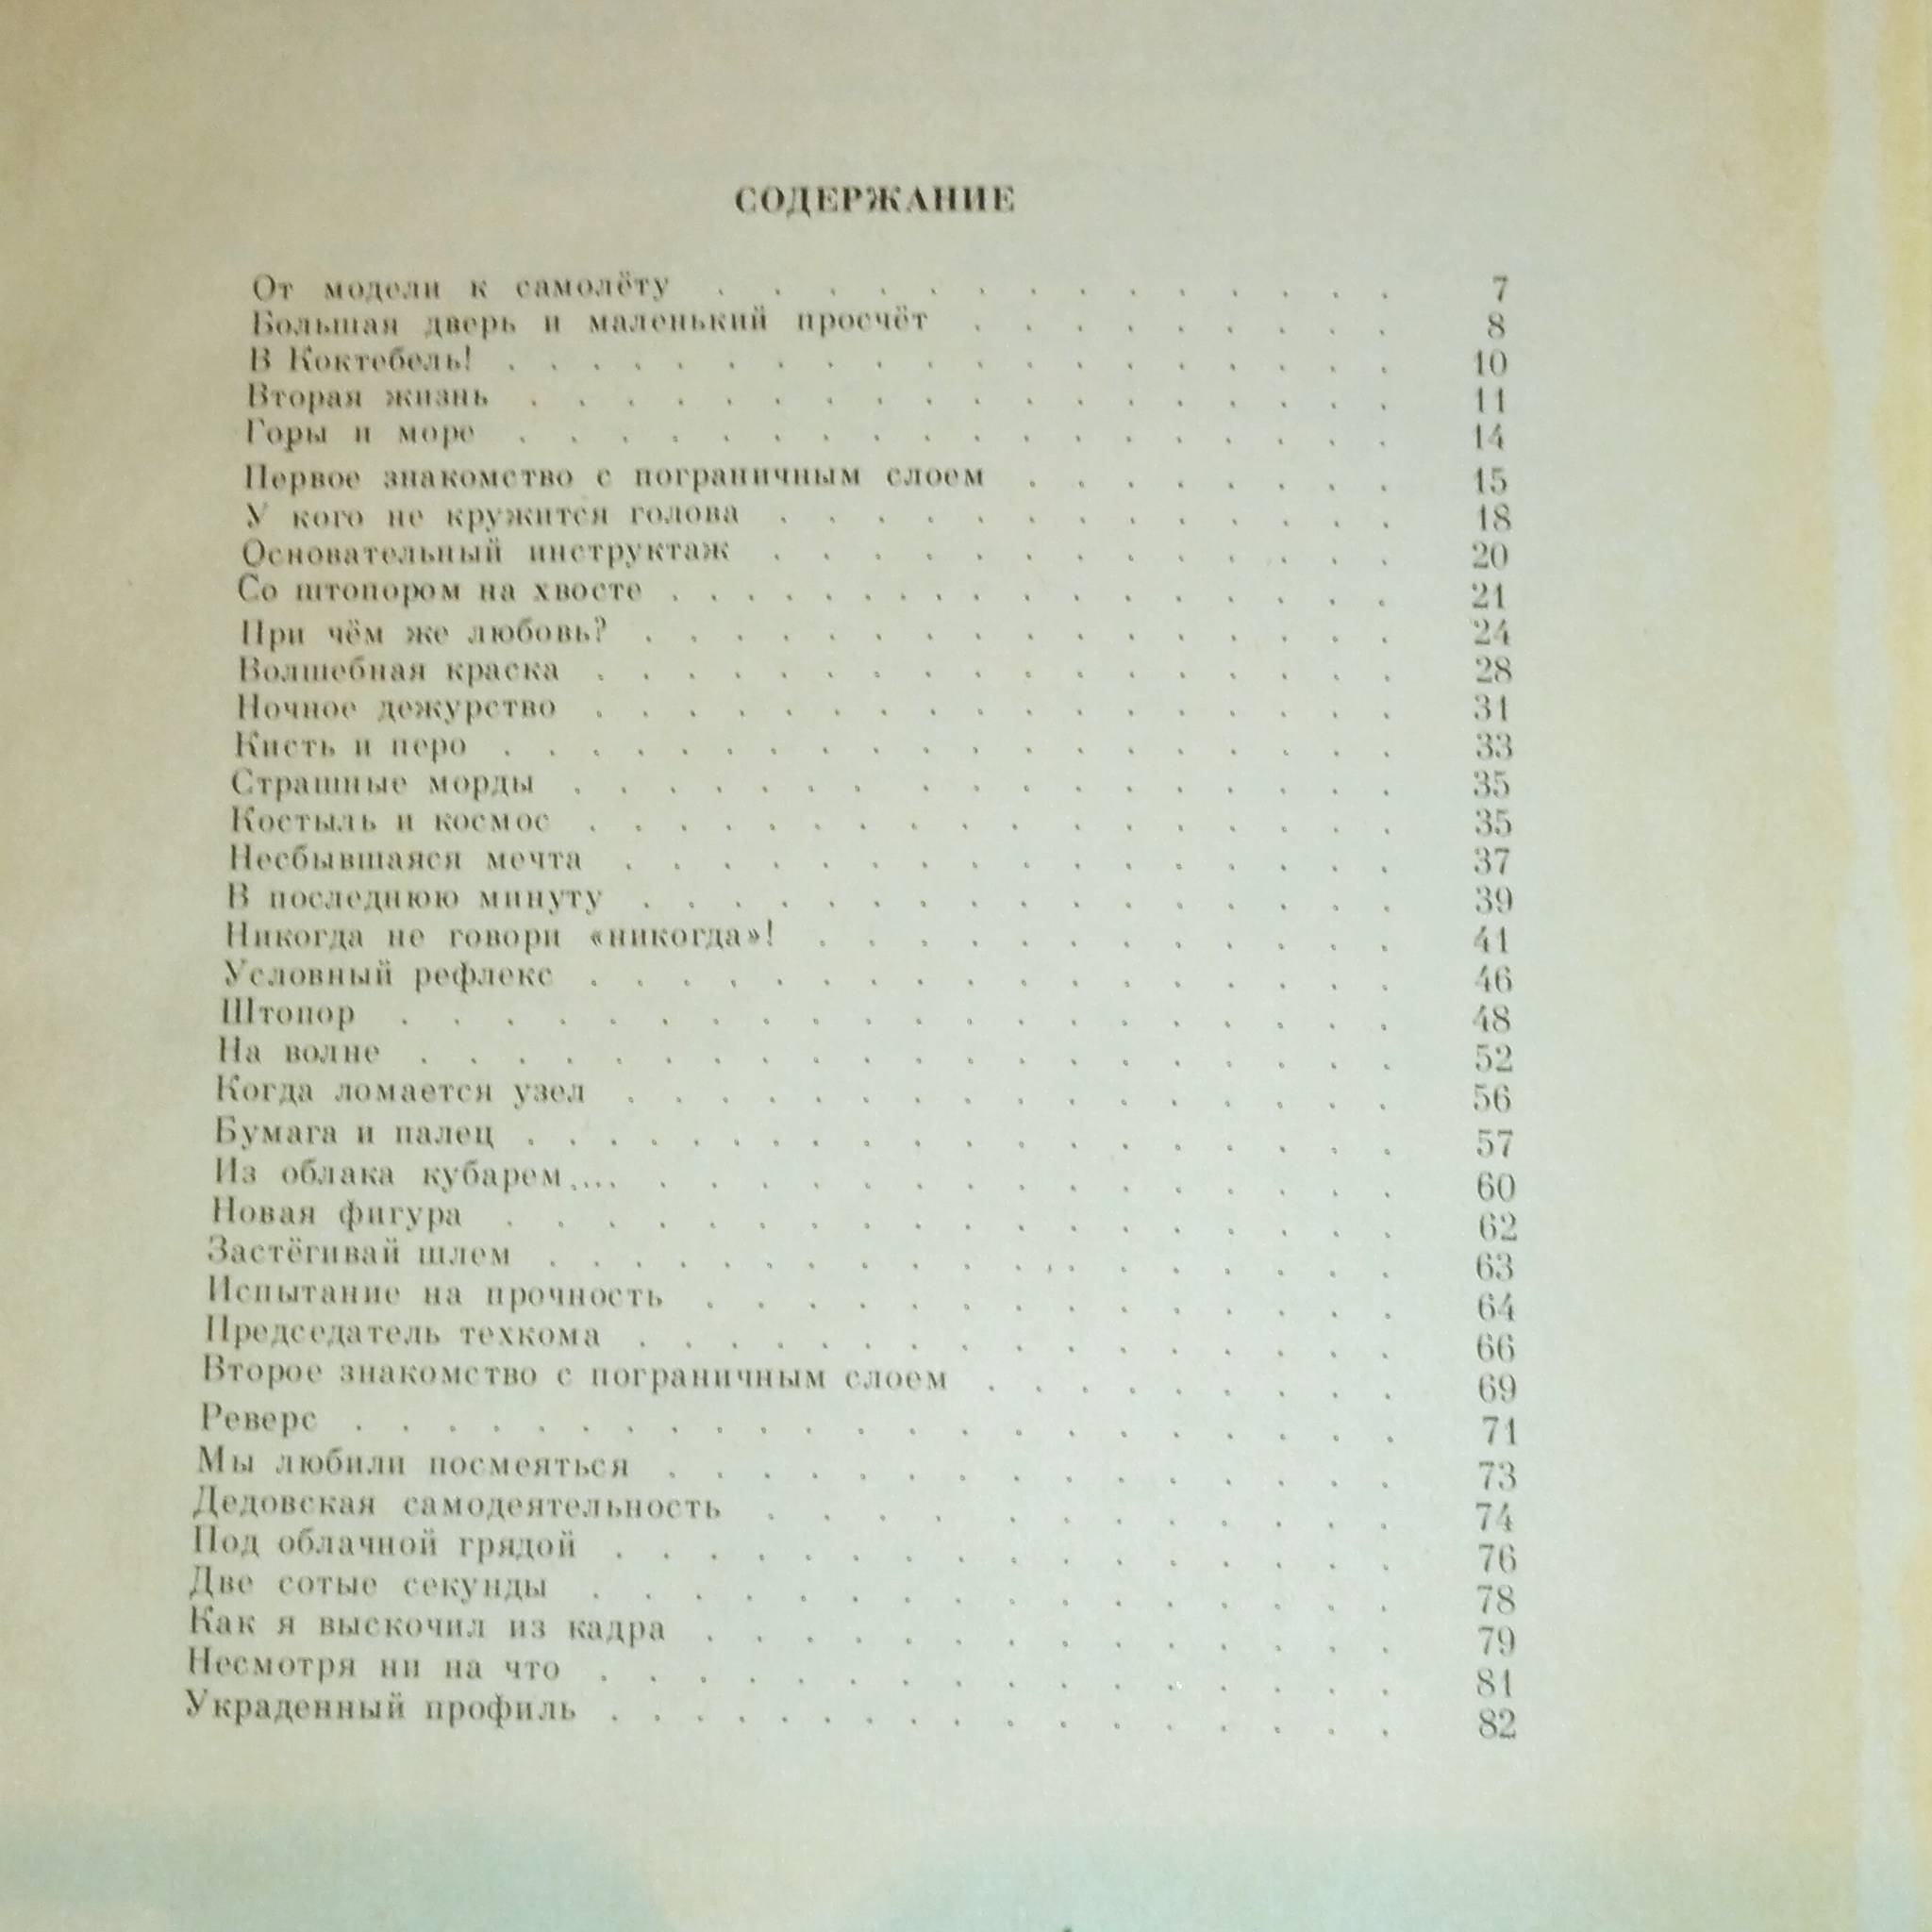 СОДЕРЖАНИЕ
От модели к самолёту . . . . . . . . . . . . . . 7
Большая дверь и маленький просчёт . . . . . . . . . 8
В Коктебель! . . . . . . . . . . . . . . . . . . 10
Вторая жизнь . . . . . . . . . . . . . . . . . . 11
Горы и море . . . . . . . . . . . . . . . . . . 14
Первое знакомство с пограничным слоем . . . . . . . . 15
У кого не кружится голова . . . . . . . . . . . . . 18
Основательный инструктаж . . . . . . . . . . . . . 20
Со штопором на хвосте . . . . . . . . . . . . . . . 21
При чём же любовь? . . . . . . . . . . . . . . . . 24
Волшебная краска . . . . . . . . . . . . . . . . . 28
Ночное дежурство . . . . . . . . . . . . . . . . . 31
Кисть и перо . . . . . . . . . . . . . . . . . . . 33
Страшные морды . . . . . . . . . . . . . . . . . 35
Костыль и космос . . . . . . . . . . . . . . . . . 35
Несбывшаяся мечта . . . . . . . . . . . . . . . . 37
В последнюю минуту . . . . . . . . . . . . . . . . 39
Никогда не говори «никогда»! . . . . . . . . . . . . 41
Условный рефлекс . . . . . . . . . . . . . . . . . 46
Штопор . . . . . . . . . . . . . . . . . . . . 48
На волне . . . . . . . . . . . . . . . . . . . . 52
Когда ломается узел . . . . . . . . . . . . . . . . 56
Бумага и палец . . . . . . . . . . . . . . . . . . 57
Из облака кубарем.... . . . . . . . . . . . . . . . 60
Новая фигура . . . . . . . . . . . . . . . . . . 62
Застёгивай шлем . . . . . . . . . . . . . . . . . 63
Испытание на прочность . . . . . . . . . . . . . . 64
Председатель техкома . . . . . . . . . . . . . . . 66
Второе знакомство с пограничным слоем . . . . . . . . . 69
Реверс . . . . . . . . . . . . . . . . . . . . . 71
Мы любили посмеяться . . . . . . . . . . . . . . . 73
Дедовская самодеятельность . . . . . . . . . . . . . 74
Под облачной грядой . . . . . . . . . . . . . . . . 76
Две сотые секунды . . . . . . . . . . . . . . . . 78
Как я выскочил из кадра . . . . . . . . . . . . . . 79
Несмотря ни на что . . . . . . . . . . . . . . . . 81
Украденный профиль . . . . . . . . . . . . . . . . 82